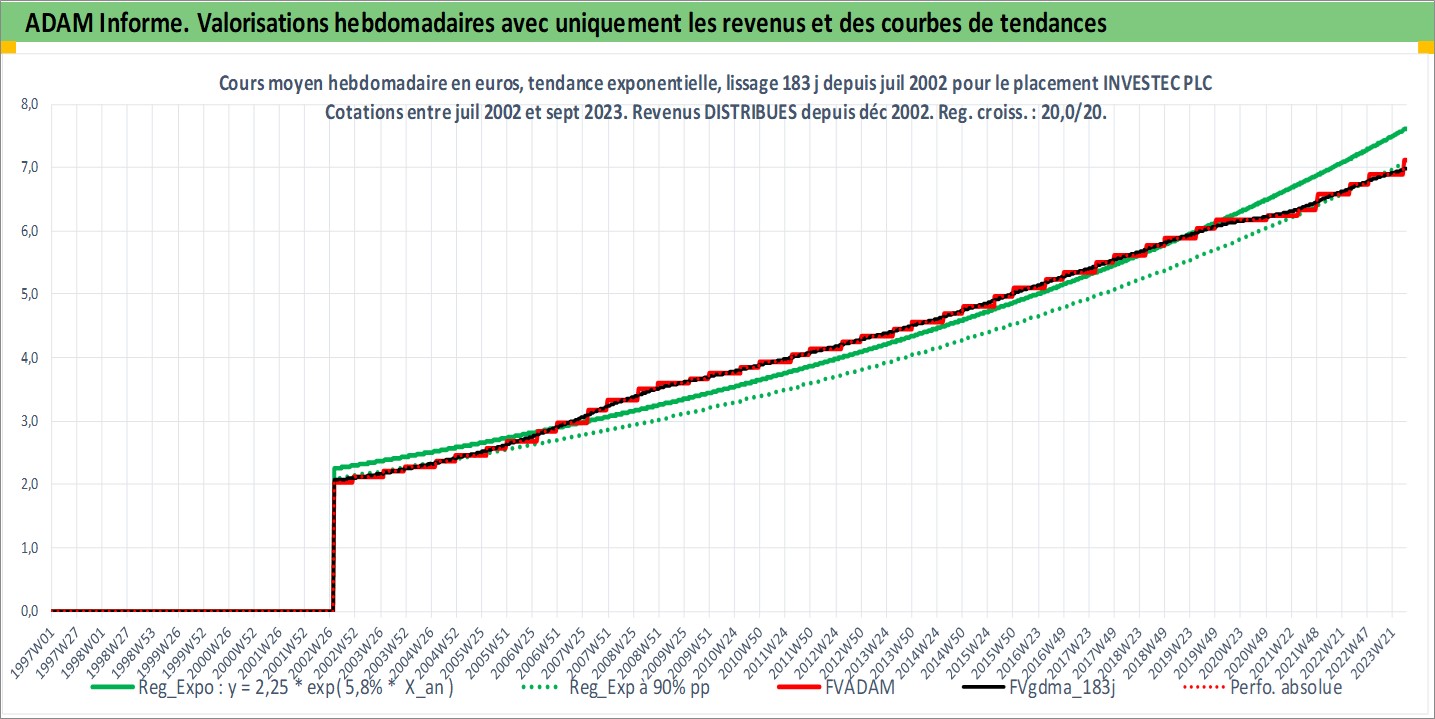 ADAM Informe. Valorisations hebdomadaires avec uniquement les revenus et des courbes de tendances
Cours moyen hebdomadaire en euros, tendance exponentielle, lissage 183 j depuis juil 2002 pour le placement INVESTEC PLC
Cotations entre juil 2002 et sept 2023. Revenus DISTRIBUES depuis déc 2002. Reg. croiss. : 20,0/20.
8,0
7,0
6,0
5,0
4,0
3,0
2,0
1,0
0,0
1997W01 1997W27 1998W01 1998W27 1998W53 1999W26 1999W52 2000W26 2000W52 2001W26 2001W52 2002W26 2002W52 2003W26 2003W52 2004W26 2004W52 2005W25 2005W51 2006W25 2006W51 2007W25 2007W51 2008W25 2008W51 2009W25 2009W51 2010W24 2010W50 2011W24 2011W50 2012W24 2012W50 2013W24 2013W50 2014W24 2014W50 2015W24 2015W50 2016W23 2016W49 2017W23 2017W49 2018W23 2018W49 2019W23 2019W49 2020W23 2020W49 2021W22 2021W48 2022W21 2022W47 2023W21
Reg_Expo : y = 2,25 * exp( 5,8% * X_an ) Reg_Exp à 90% pp FVADAM FVgdma_183j Perfo. absolue